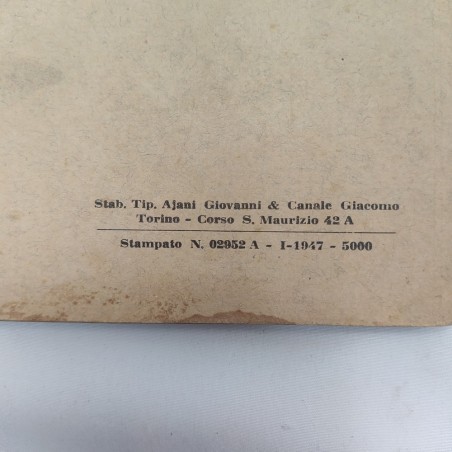 Stab. Tip. Ajani Giovanni & Canale Giacomo
Torino - Corso S. Maurizio 42 A
Stampato N. 02952 A - I-1947 - 5000